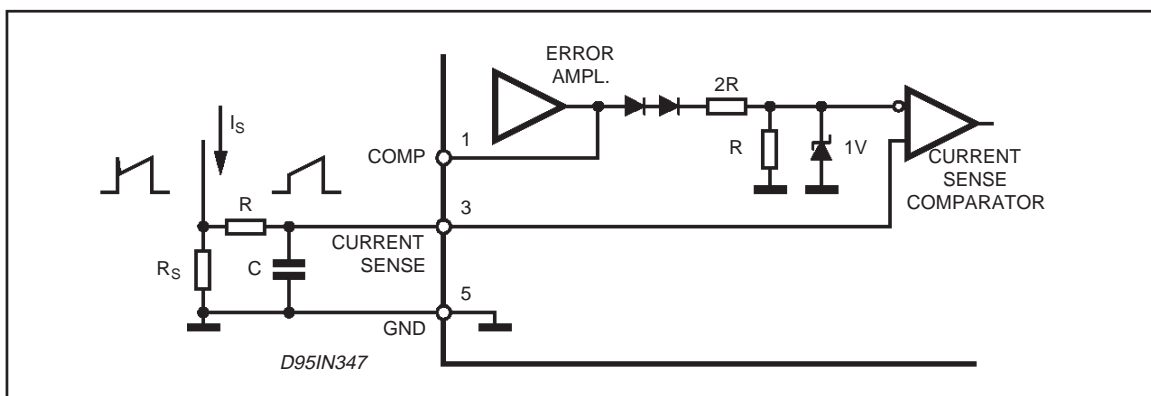 ERROR
AMPL.
2R
I_S
1
COMP
R
1V
CURRENT
SENSE
COMPARATOR
R
3
CURRENT
SENSE
R_S
C
5
GND
D95IN347